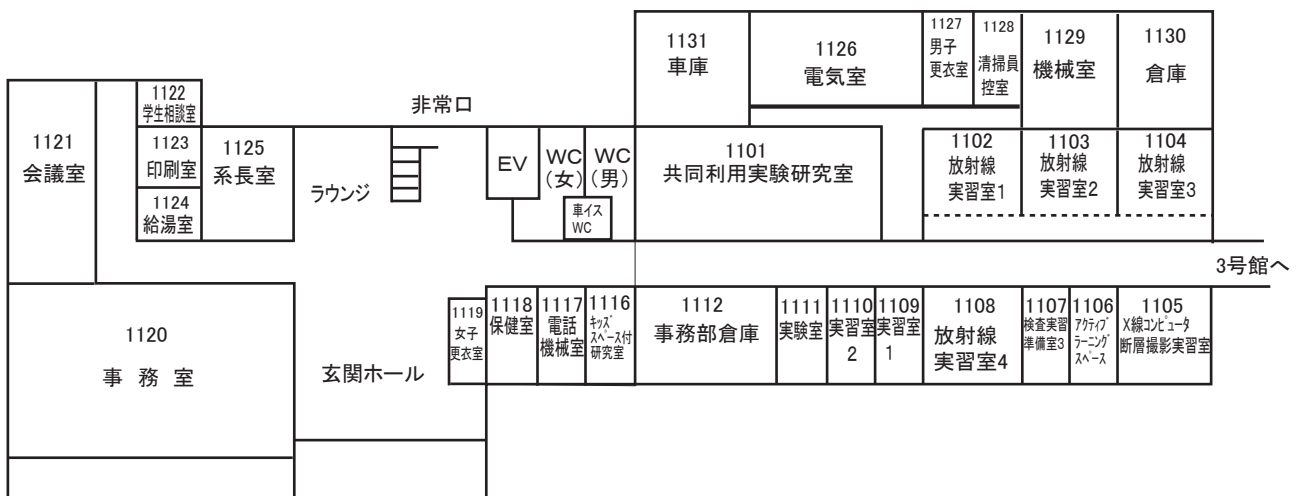 1131
車庫
1126
電気室
1127
男子
更衣室
1128
清掃員
控室
1129
機械室
1130
倉庫
1121
会議室
1122
学生相談室
1123
印刷室
1124
給湯室
1125
系長室
非常口
ラウンジ
EV
WC
(女)
WC
(男)
車イス
WC
1101
共同利用実験研究室
1102
放射線
実習室1
1103
放射線
実習室2
1104
放射線
実習室3
3号館へ
1120
事 務 室
玄関ホール
1119
女子
更衣室
1118
保健室
1117
電話
機械室
1116
キッズ
スペース付
研究室
1112
事務部倉庫
1111
実験室
1110
実習室
2
1109
実習室
1
1108
放射線
実習室4
1107
検査実習
準備室3
1106
アクティブ
ラーニング
スペース
1105
X線コンピュータ
断層撮影実習室